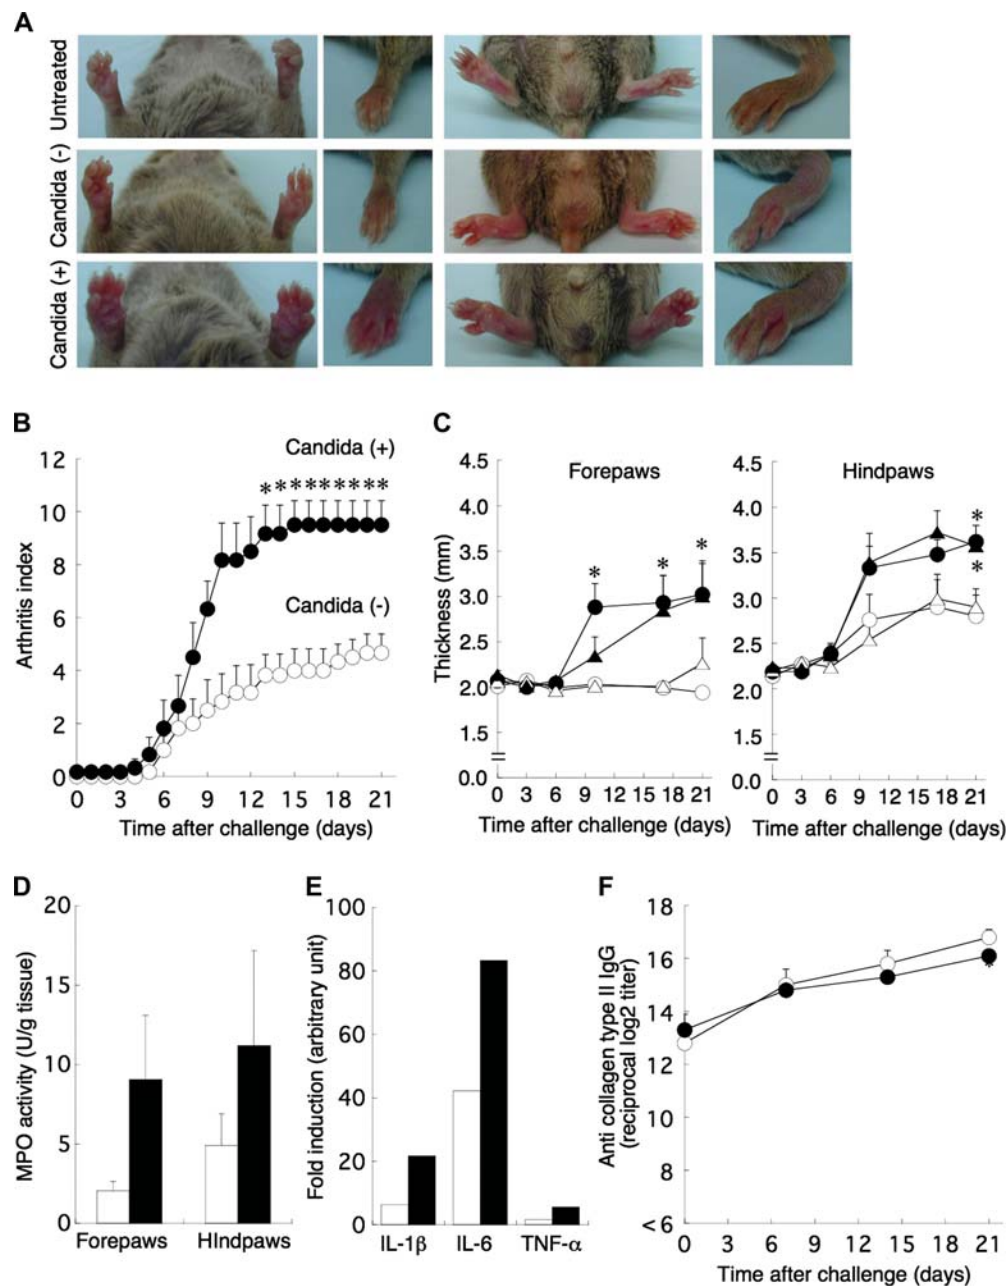 A
Untreated
Candida (-)
Candida (+)
B
Candida (+)
Candida (-)
Arthritis index
12
10
8
6
4
2
0
* * * * * * * * *
0 3 6 9 12 15 18 21
Time after challenge (days)
C
Forepaws
Thickness (mm)
4.5
4.0
3.5
3.0
2.5
2.0
1.5
0.0
* * *
0 3 6 9 12 15 18 21
Time after challenge (days)
Hindpaws
4.5
4.0
3.5
3.0
2.5
2.0
1.5
0.0
*
*
0 3 6 9 12 15 18 21
Time after challenge (days)
D
MPO activity (U/g tissue)
20
15
10
5
0
Forepaws HIndpaws
E
Fold induction (arbitrary unit)
100
80
60
40
20
0
IL-1β IL-6 TNF-α
F
Anti collagen type II IgG
(reciprocal log2 titer)
18
16
14
12
10
8
<6
*
0 3 6 9 12 15 18 21
Time after challenge (days)